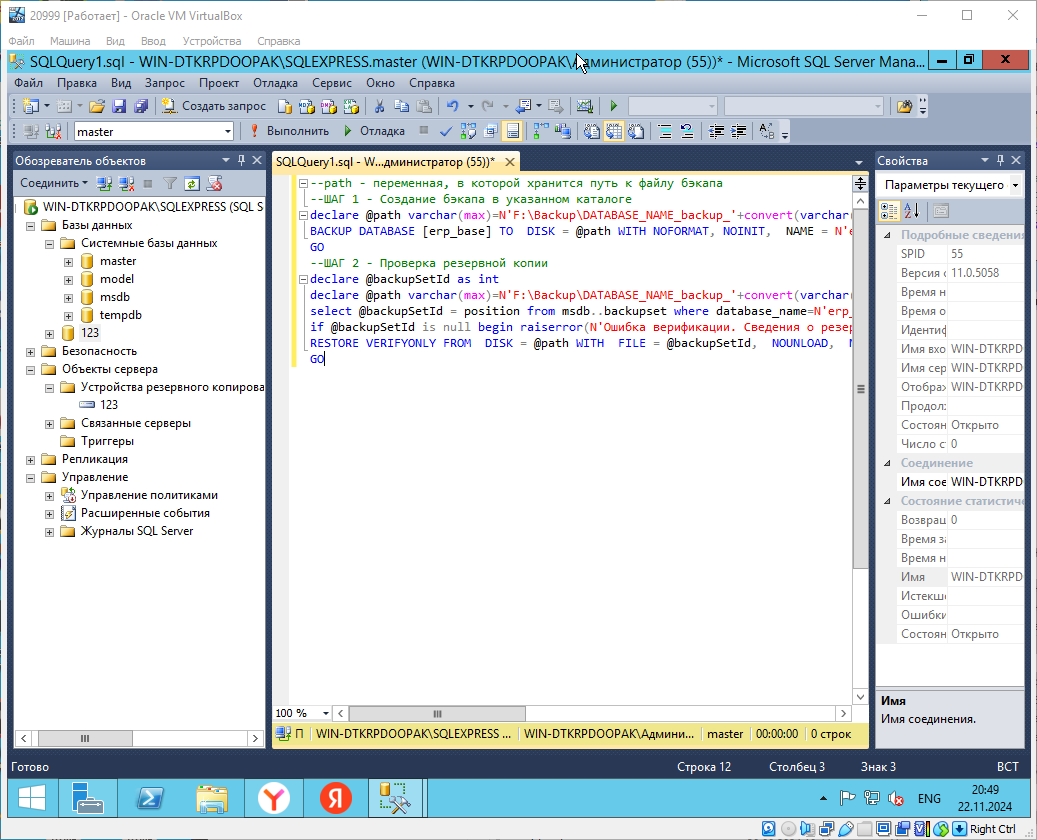 20999 [Работает] - Oracle VM VirtualBox
Файл Машина Вид Ввод Устройства Справка
SQLQuery1.sql - WIN-DTKRPDOOPAK\SQLEXPRESS.master (WIN-DTKRPDOOPAK\Администратор (55))* - Microsoft SQL Server Mana...
Файл Правка Вид Запрос Проект Отладка Сервис Окно Справка
Создать запрос
master Выполнить Отладка
Обозреватель объектов
Соединить
WIN-DTKRPDOOPAK\SQLEXPRESS (SQL S
Базы данных
Системные базы данных
master
model
msdb
tempdb
123
Безопасность
Объекты сервера
Устройства резервного копирова
123
Связанные серверы
Триггеры
Репликация
Управление
Управление политиками
Расширенные события
Журналы SQL Server
SQLQuery1.sql - W...дминистратор (55))*
--path - переменная, в которой хранится путь к файлу бэкапа
--ШАГ 1 - Создание бэкапа в указанном каталоге
declare @path varchar(max)=N'F:\Backup\DATABASE_NAME_backup_'+convert(varchar
BACKUP DATABASE [erp_base] TO  DISK = @path WITH NOFORMAT, NOINIT,  NAME = N'e
GO
--ШАГ 2 - Проверка резервной копии
declare @backupSetId as int
declare @path varchar(max)=N'F:\Backup\DATABASE_NAME_backup_'+convert(varchar
select @backupSetId = position from msdb..backupset where database_name=N'erp_
if @backupSetId is null begin raiserror(N'Ошибка верификации. Сведения о резер
RESTORE VERIFYONLY FROM  DISK = @path WITH  FILE = @backupSetId,  NOUNLOAD,  N
GO
100 %
П WIN-DTKRPDOOPAK\SQLEXPRESS ... WIN-DTKRPDOOPAK\Админи... master 00:00:00 0 строк
Свойства
Параметры текущего
Подробные сведения
SPID 55
Версия с 11.0.5058
Время н
Время о
Идентиф
Имя вхо WIN-DTKRPD
Имя сер WIN-DTKRPD
Отображ WIN-DTKRPD
Продолж
Состоян Открыто
Число ст 0
Соединение
Имя сое WIN-DTKRPD
Состояние статистиче
Возвращ 0
Время за
Время н
Имя WIN-DTKRPD
Истекше
Ошибки
Состоян Открыто
Имя
Имя соединения.
Готово Строка 12 Столбец 3 Знак 3 ВСТ
ENG 20:49
22.11.2024
Right Ctrl